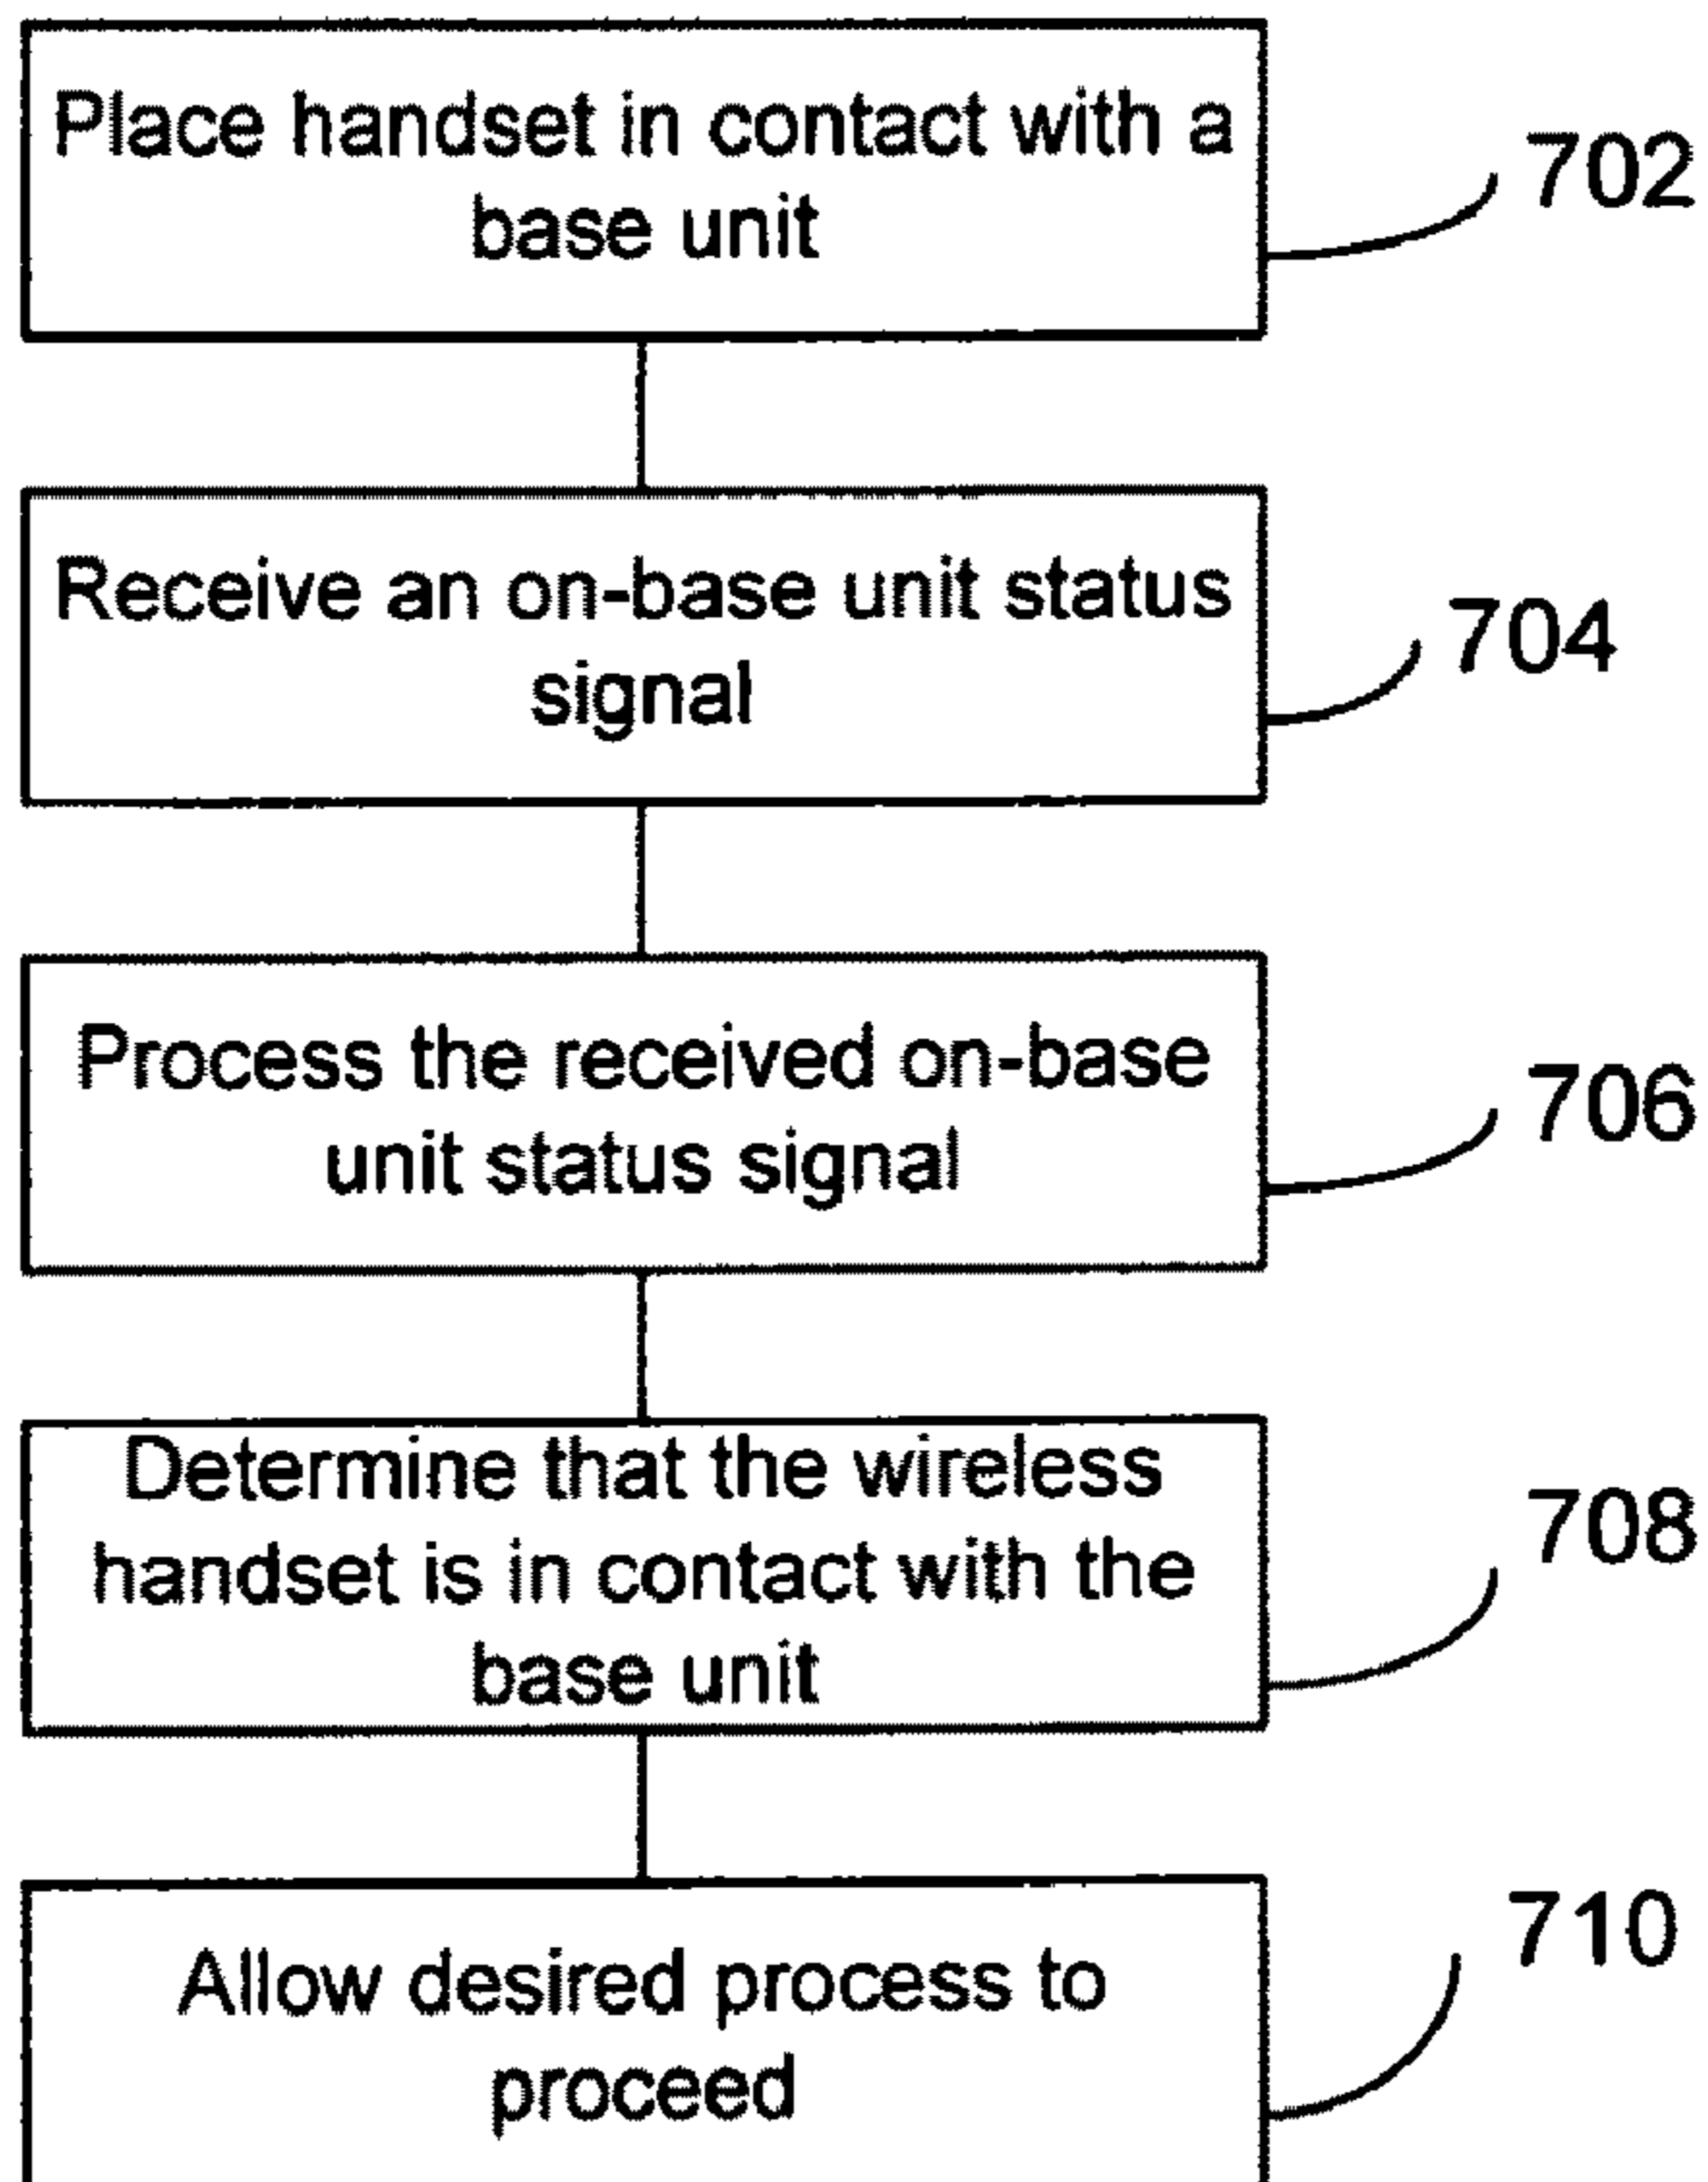 Place handset in contact with a
base unit
702
Receive an on-base unit status
signal
704
Process the received on-base
unit status signal
706
Determine that the wireless
handset is in contact with the
base unit
708
Allow desired process to
proceed
710